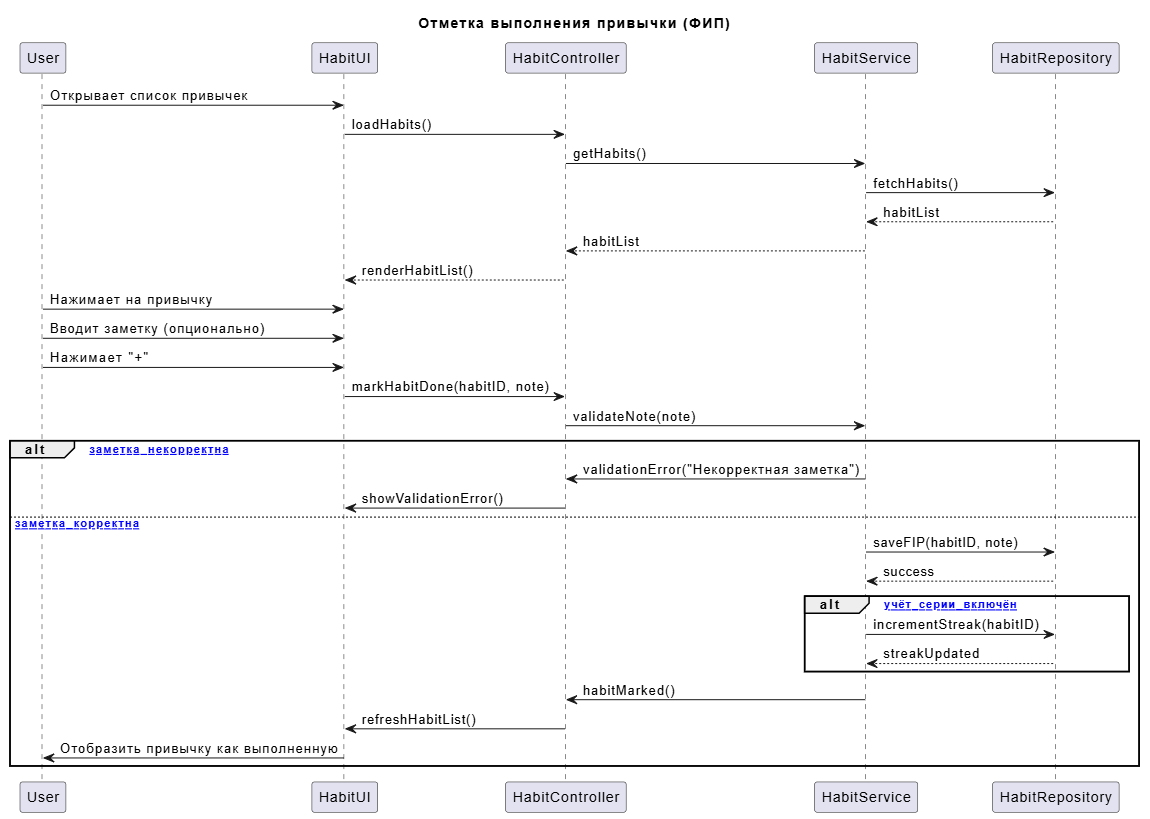 Отметка выполнения привычки (ФИП)
User
HabitUI
HabitController
HabitService
HabitRepository
Открывает список привычек
loadHabits()
getHabits()
fetchHabits()
habitList
habitList
renderHabitList()
Нажимает на привычку
Вводит заметку (опционально)
Нажимает "+"
markHabitDone(habitID, note)
validateNote(note)
alt
заметка_некорректна
validationError("Некорректная заметка")
showValidationError()
заметка_корректна
saveFIP(habitID, note)
success
alt
учёт_серии_включён
incrementStreak(habitID)
streakUpdated
habitMarked()
refreshHabitList()
Отобразить привычку как выполненную
User
HabitUI
HabitController
HabitService
HabitRepository